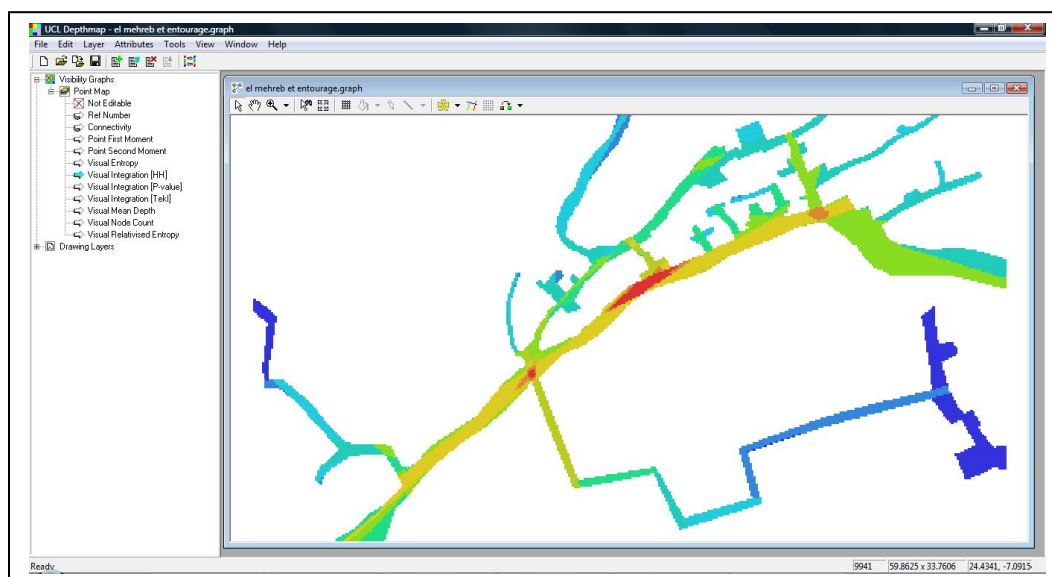 UCL Depthmap - el mehreb et entourage.graph
File Edit Layer Attributes Tools View Window Help
el mehreb et entourage.graph
Visibility Graphs
Point Map
Not Editable
Ref Number
Connectivity
Point First Moment
Point Second Moment
Visual Entropy
Visual Integration [HH]
Visual Integration [P-value]
Visual Integration [Tekl]
Visual Mean Depth
Visual Node Count
Visual Relativised Entropy
Drawing Layers
Ready 9941 59.8625 x 33.7606 24.4341, -7.0915